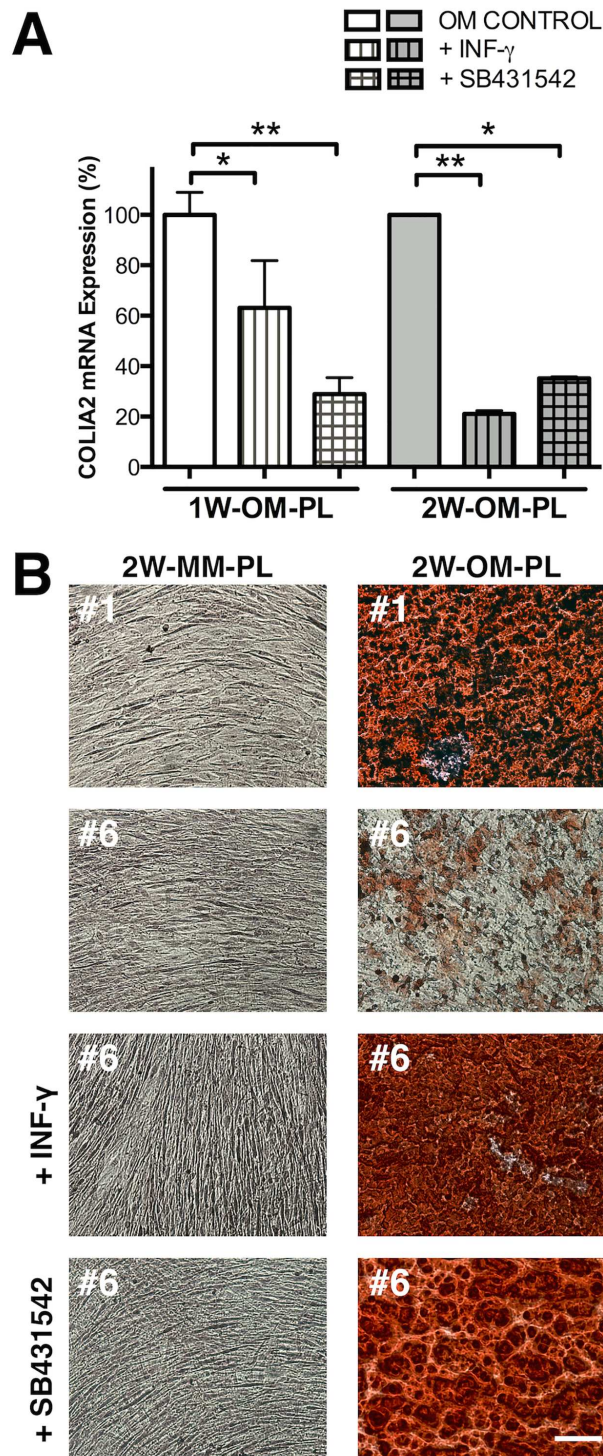 A
OM CONTROL
+ INF-γ
+ SB431542
** *
* **
COLIA2 mRNA Expression (%)
100
80
60
40
20
0
1W-OM-PL 2W-OM-PL
B
2W-MM-PL 2W-OM-PL
#1 #1
#6 #6
+ INF-γ
#6 #6
+ SB431542
#6 #6